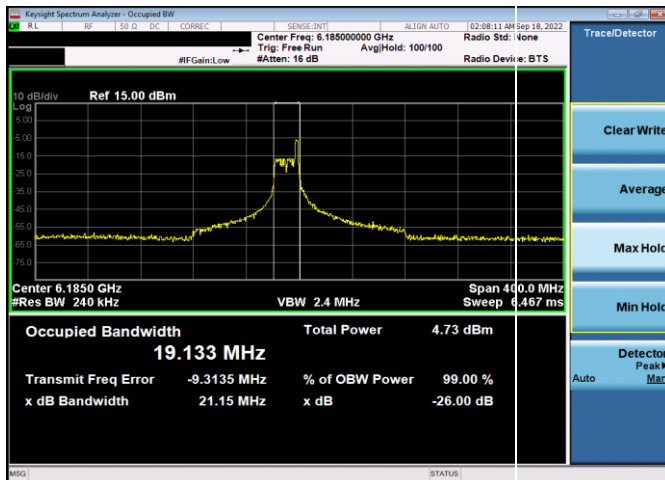 Keysight Spectrum Analyzer - Occupied BW
RL RF 50 Ω DC CORREC SENSE:INT ALIGN AUTO 02:08:11 AM Sep 18, 2022
Center Freq: 6.185000000 GHz Radio Std: None
Trig: Free Run Avg|Hold: 100/100
#IFGain:Low #Atten: 16 dB Radio Device: BTS
10 dB/div Ref 15.00 dBm
Log
5.00
-5.00
-15.0
-25.0
-35.0
-45.0
-55.0
-65.0
-75.0
Center 6.1850 GHz Span 400.0 MHz
#Res BW 240 kHz VBW 2.4 MHz Sweep 6.467 ms
Occupied Bandwidth Total Power 4.73 dBm
19.133 MHz
Transmit Freq Error -9.3135 MHz % of OBW Power 99.00 %
x dB Bandwidth 21.15 MHz x dB -26.00 dB
MSG STATUS
Trace/Detector
Clear Write
Average
Max Hold
Min Hold
Detector
Peak
Auto Man